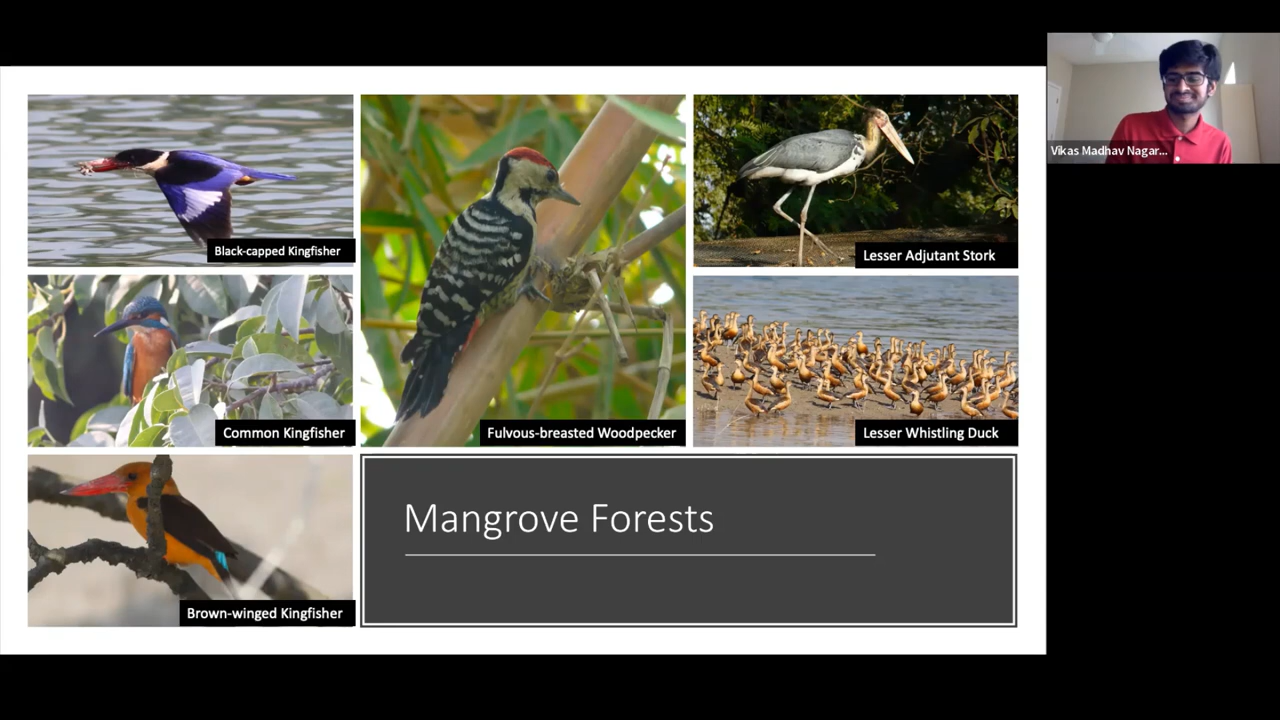 Black-capped Kingfisher
Common Kingfisher
Brown-winged Kingfisher
Fulvous-breasted Woodpecker
Lesser Adjutant Stork
Lesser Whistling Duck
Mangrove Forests
Vikas Madhav Nagar...